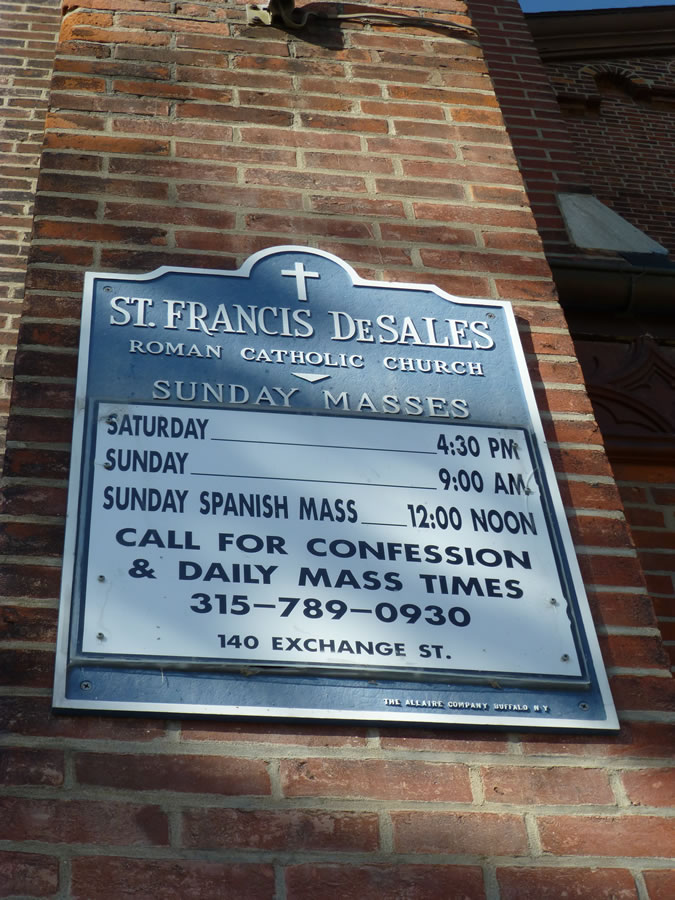 ST. FRANCIS DESALES
ROMAN CATHOLIC CHURCH
SUNDAY MASSES
SATURDAY 4:30 PM
SUNDAY 9:00 AM
SUNDAY SPANISH MASS 12:00 NOON
CALL FOR CONFESSION
& DAILY MASS TIMES
315-789-0930
140 EXCHANGE ST.
THE ALLAIRE COMPANY BUFFALO N Y